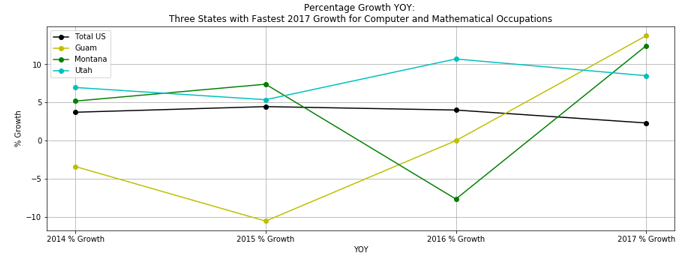 Percentage Growth YOY:
Three States with Fastest 2017 Growth for Computer and Mathematical Occupations
Total US
Guam
Montana
Utah
% Growth
10
5
0
−5
−10
2014 % Growth
2015 % Growth
2016 % Growth
2017 % Growth
YOY